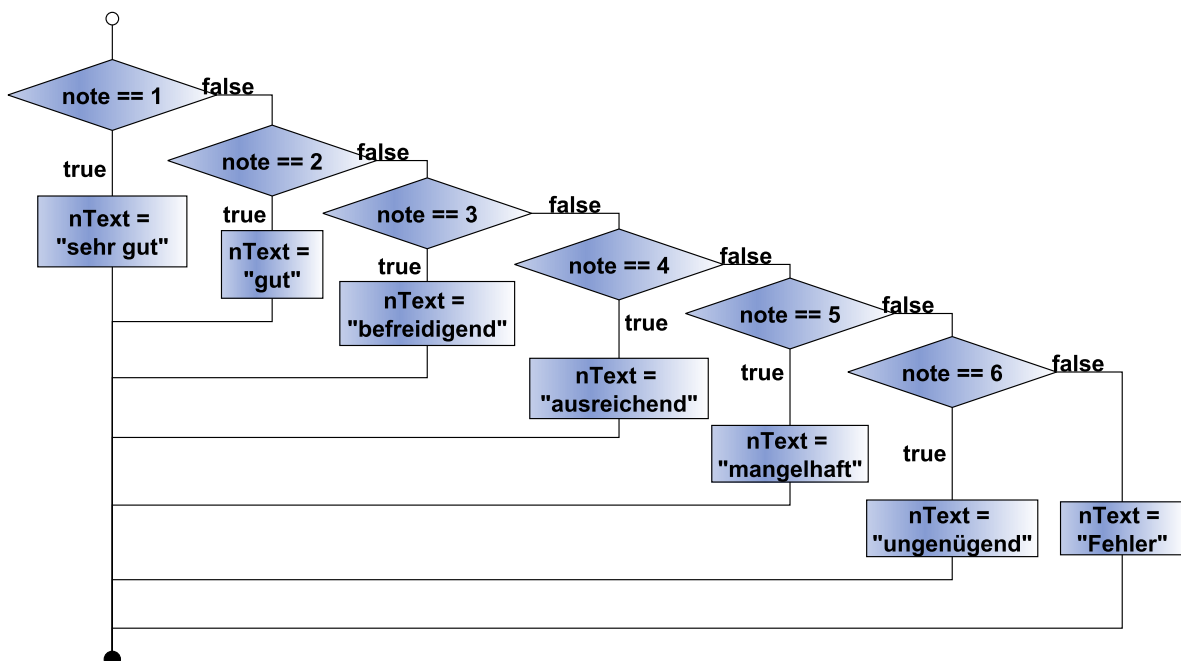 note == 1
false
true
nText =
"sehr gut"
note == 2
false
true
nText =
"gut"
note == 3
false
true
nText =
"befreidigend"
note == 4
false
true
nText =
"ausreichend"
note == 5
false
true
nText =
"mangelhaft"
note == 6
false
true
nText =
"ungenügend"
nText =
"Fehler"